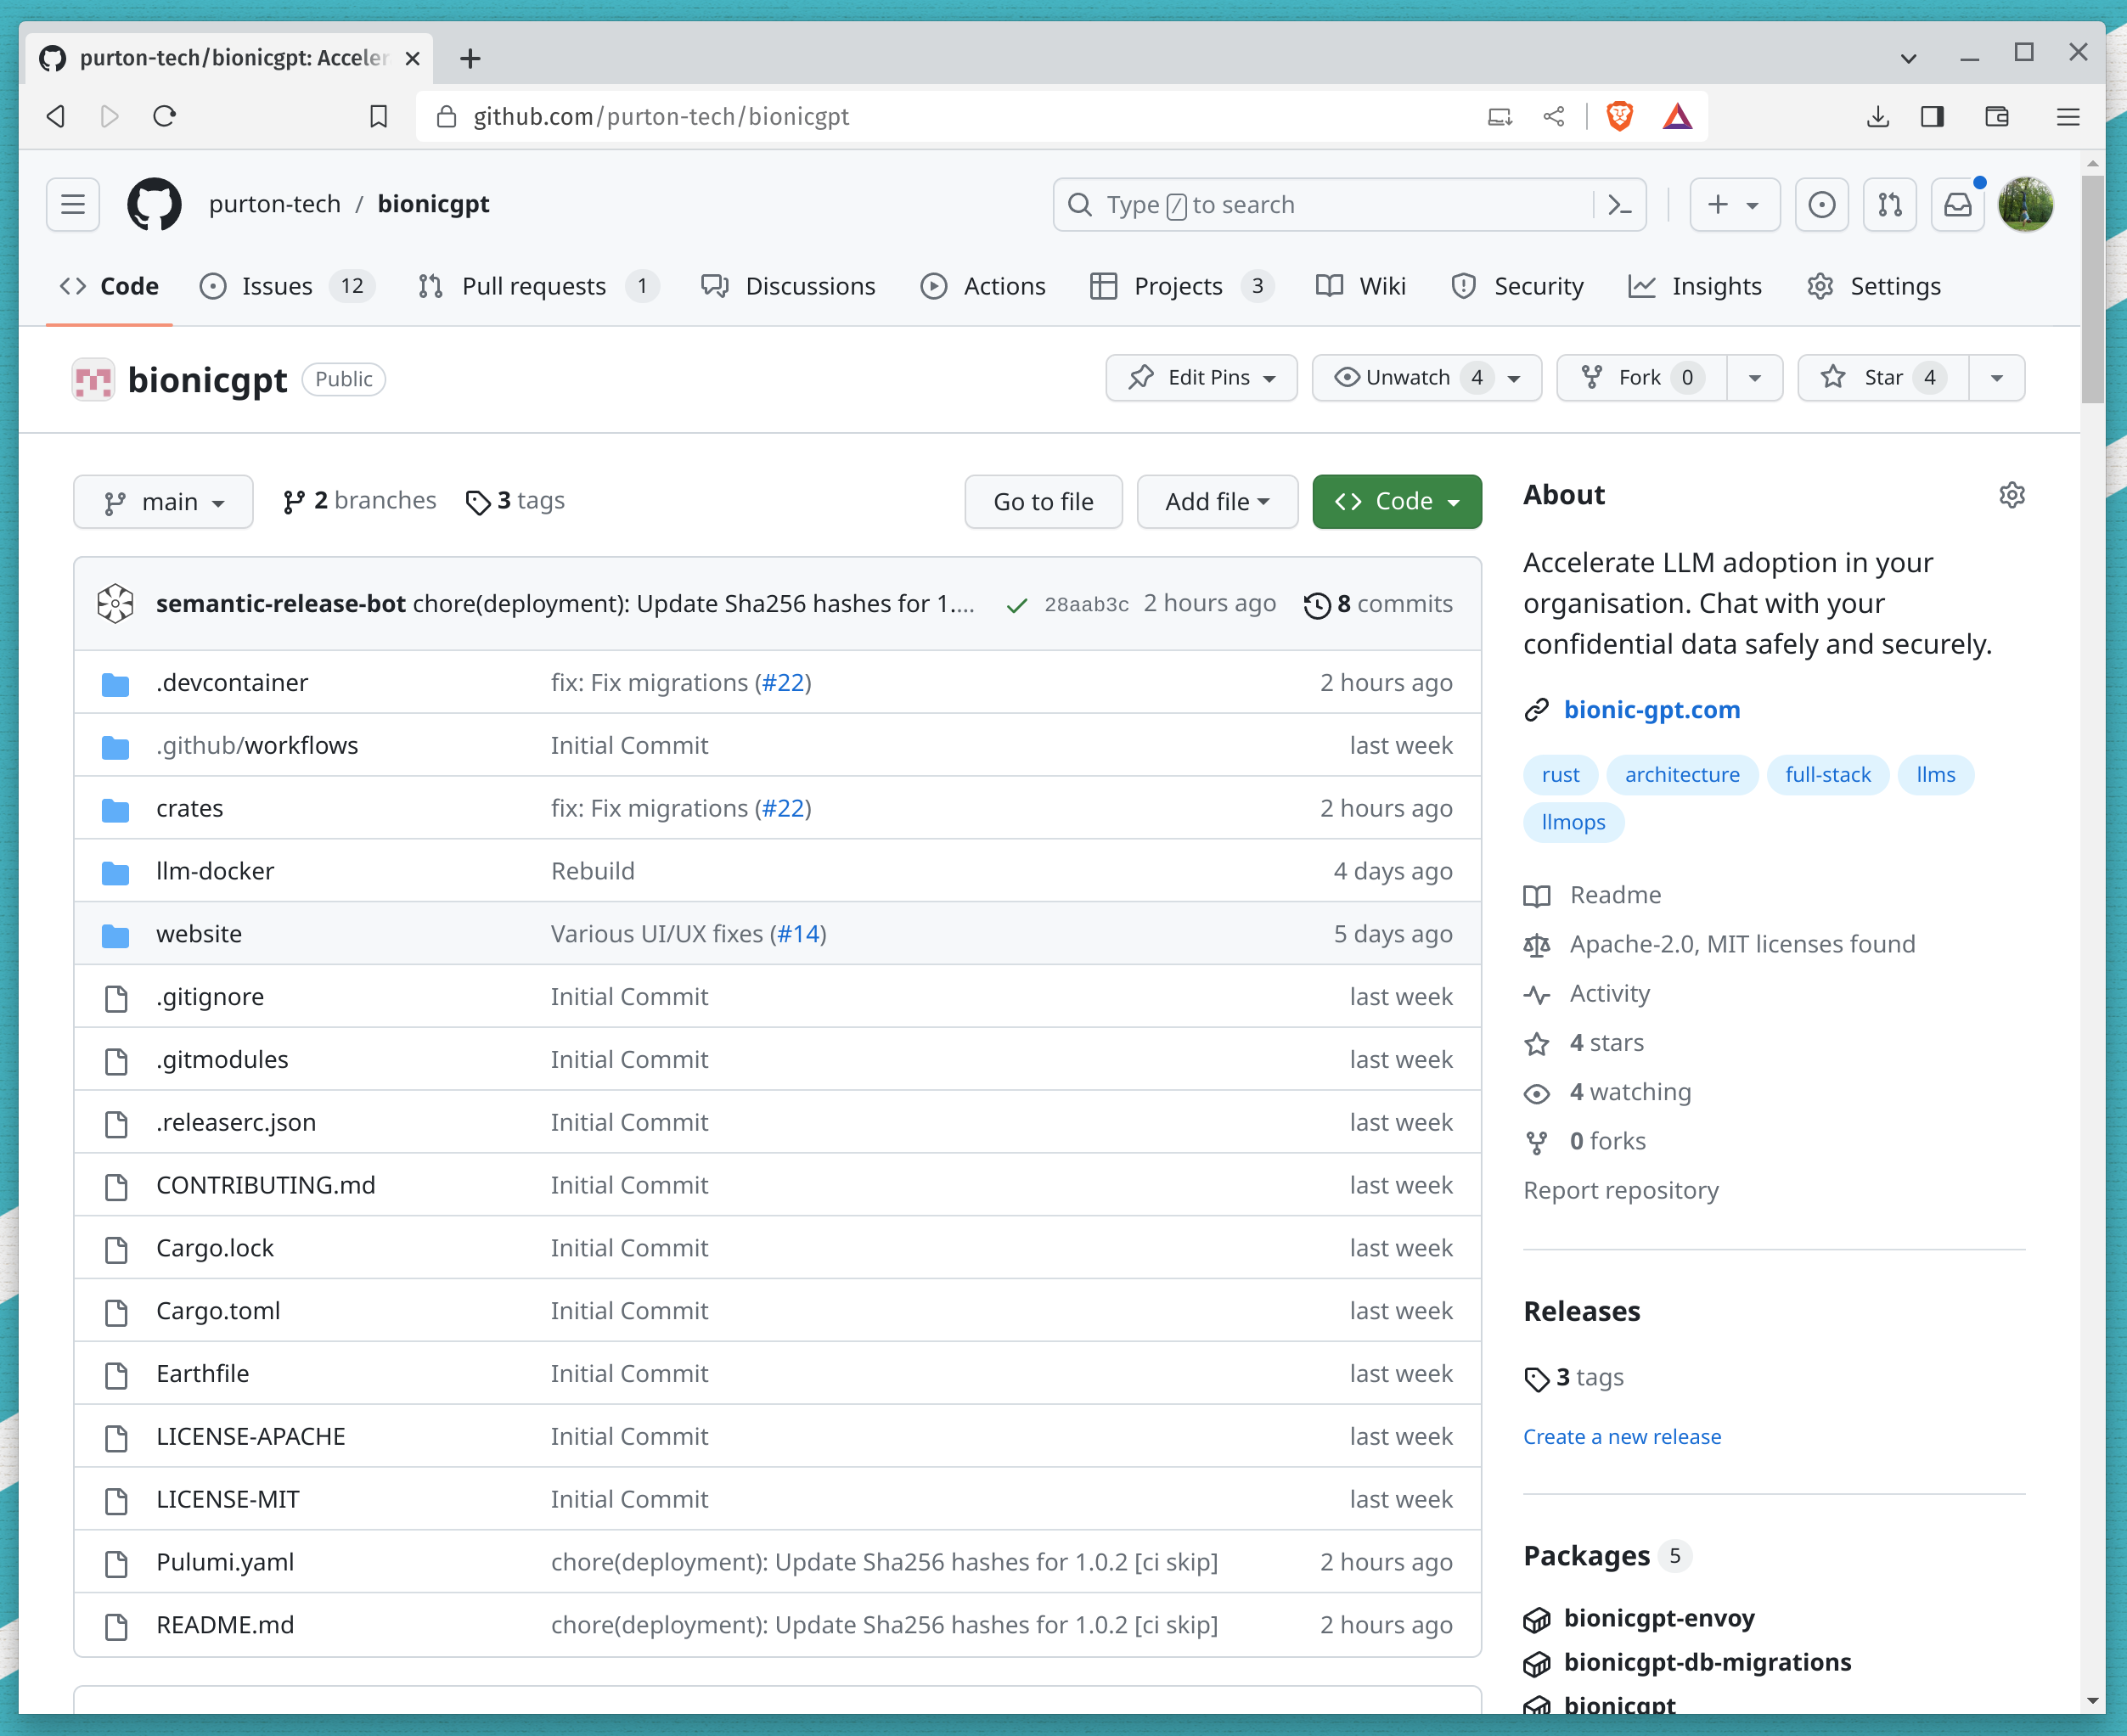 purton-tech/bionicgpt: Acceler
github.com/purton-tech/bionicgpt
purton-tech / bionicgpt
Type / to search
Code Issues 12 Pull requests 1 Discussions Actions Projects 3 Wiki Security Insights Settings
bionicgpt Public Edit Pins Unwatch 4 Fork 0 Star 4
main 2 branches 3 tags Go to file Add file Code
semantic-release-bot chore(deployment): Update Sha256 hashes for 1.... 28aab3c 2 hours ago 8 commits
.devcontainer fix: Fix migrations (#22) 2 hours ago
.github/workflows Initial Commit last week
crates fix: Fix migrations (#22) 2 hours ago
llm-docker Rebuild 4 days ago
website Various UI/UX fixes (#14) 5 days ago
.gitignore Initial Commit last week
.gitmodules Initial Commit last week
.releaserc.json Initial Commit last week
CONTRIBUTING.md Initial Commit last week
Cargo.lock Initial Commit last week
Cargo.toml Initial Commit last week
Earthfile Initial Commit last week
LICENSE-APACHE Initial Commit last week
LICENSE-MIT Initial Commit last week
Pulumi.yaml chore(deployment): Update Sha256 hashes for 1.0.2 [ci skip] 2 hours ago
README.md chore(deployment): Update Sha256 hashes for 1.0.2 [ci skip] 2 hours ago
About
Accelerate LLM adoption in your
organisation. Chat with your
confidential data safely and securely.
bionic-gpt.com
rust architecture full-stack llms
llmops
Readme
Apache-2.0, MIT licenses found
Activity
4 stars
4 watching
0 forks
Report repository
Releases
3 tags
Create a new release
Packages 5
bionicgpt-envoy
bionicgpt-db-migrations
bionicgpt